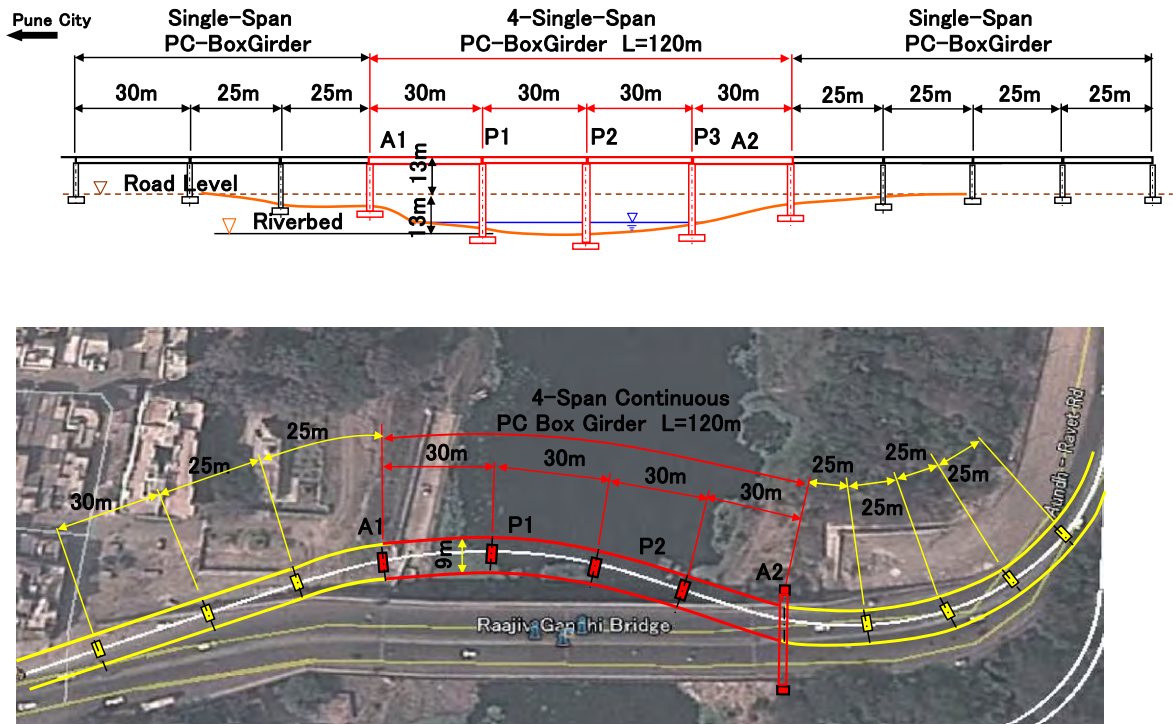 Pune City
Single-Span
PC-BoxGirder
4-Single-Span
PC-BoxGirder L=120m
Single-Span
PC-BoxGirder
30m
25m
25m
30m
30m
30m
30m
25m
25m
25m
25m
A1
P1
P2
P3
A2
13m
Road Level
13m
Riverbed
4-Span Continuous
PC Box Girder L=120m
30m
25m
25m
30m
30m
30m
30m
25m
25m
25m
25m
Aundh - Ravet Rd
A1
P1
9m
P2
A2
Raajiv Gandhi Bridge